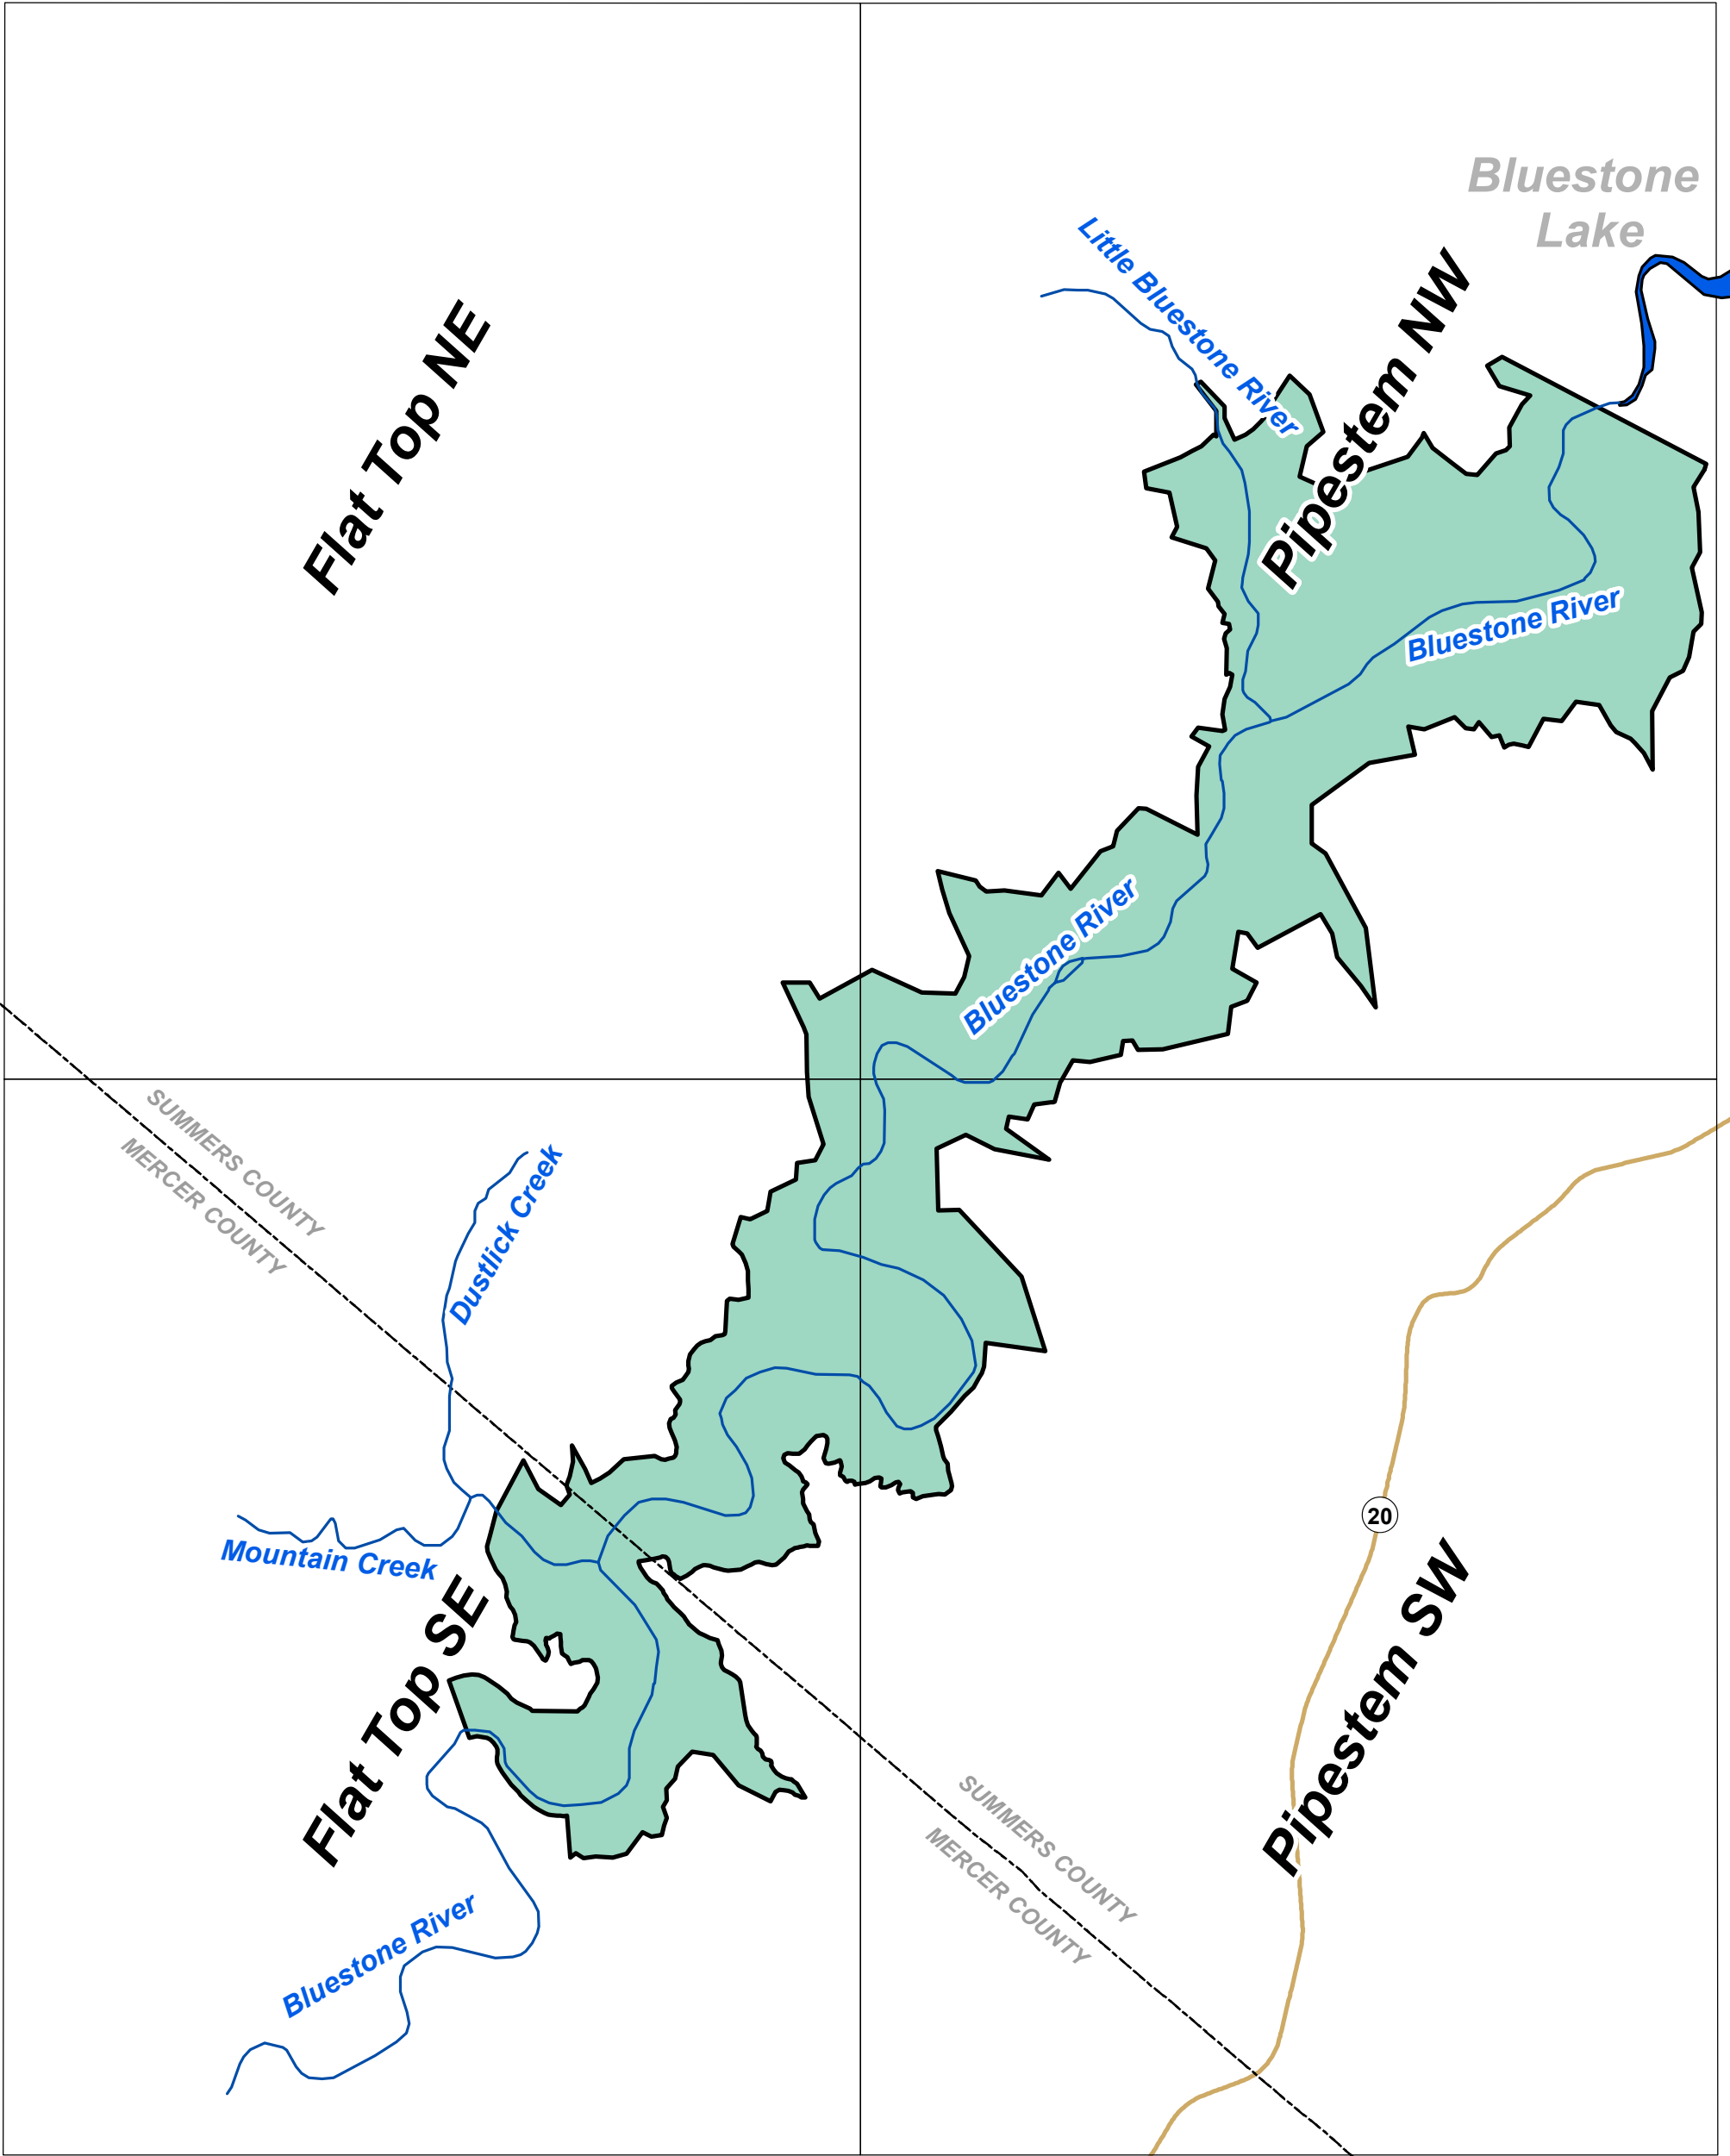 Bluestone
Lake
Little Bluestone River
Pipestem NW
Flat Top NE
Bluestone River
Bluestone River
SUMMERS COUNTY
MERCER COUNTY
Dustlick Creek
20
Mountain Creek
Flat Top SE
Pipestem SW
SUMMERS COUNTY
MERCER COUNTY
Bluestone River